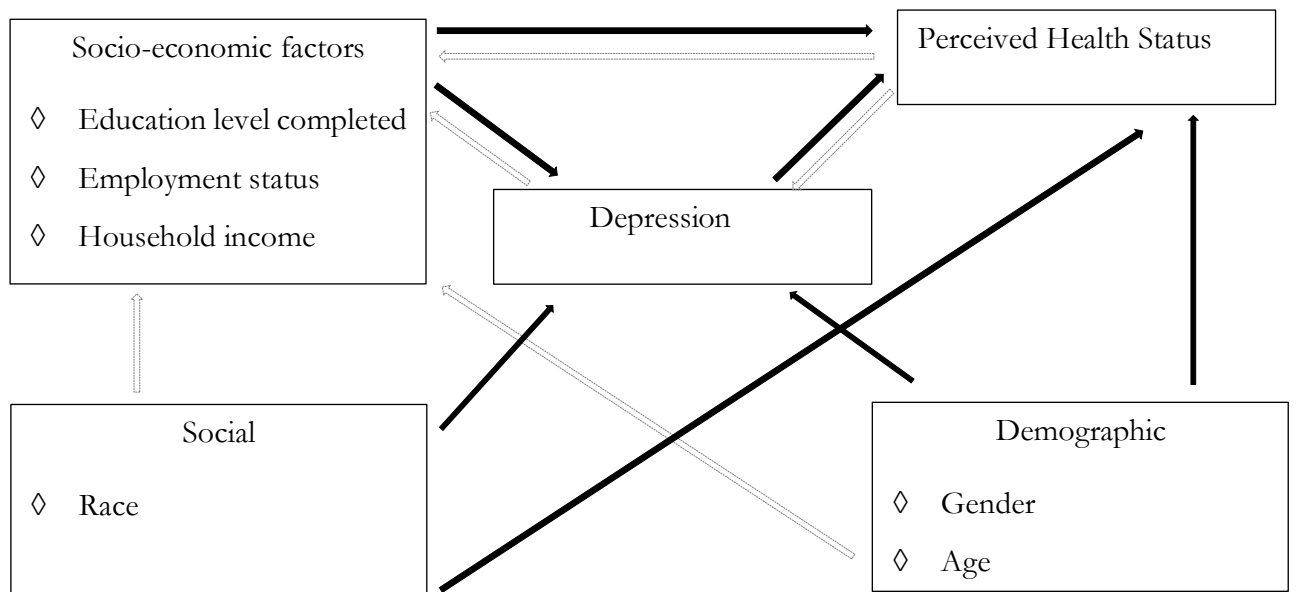 Socio-economic factors
◊ Education level completed
◊ Employment status
◊ Household income
Perceived Health Status
Depression
Social
◊ Race
Demographic
◊ Gender
◊ Age